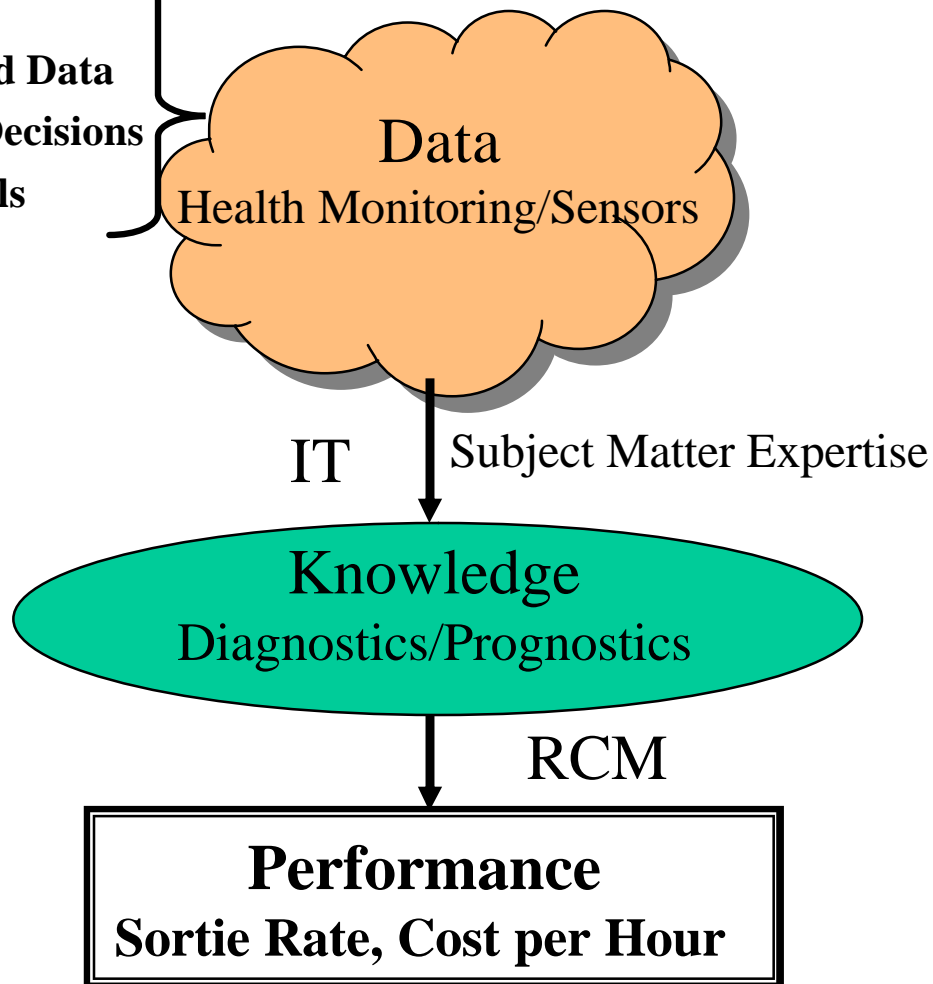 d Data
Decisions
ls
Data
Health Monitoring/Sensors
IT
Subject Matter Expertise
Knowledge
Diagnostics/Prognostics
RCM
Performance
Sortie Rate, Cost per Hour